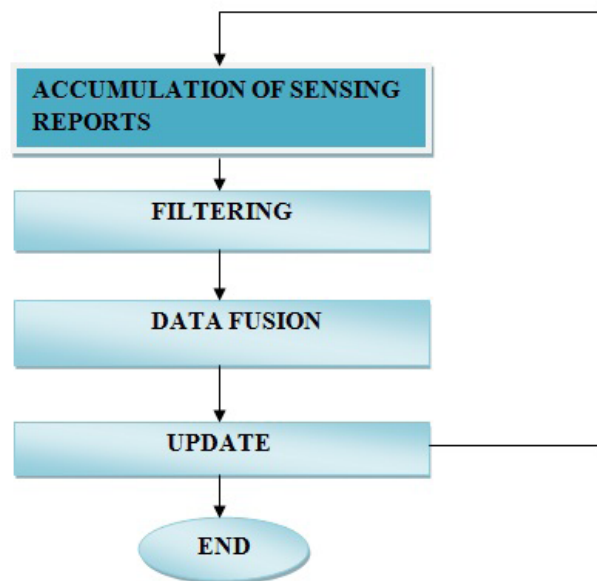 ACCUMULATION OF SENSING
REPORTS
FILTERING
DATA FUSION
UPDATE
END